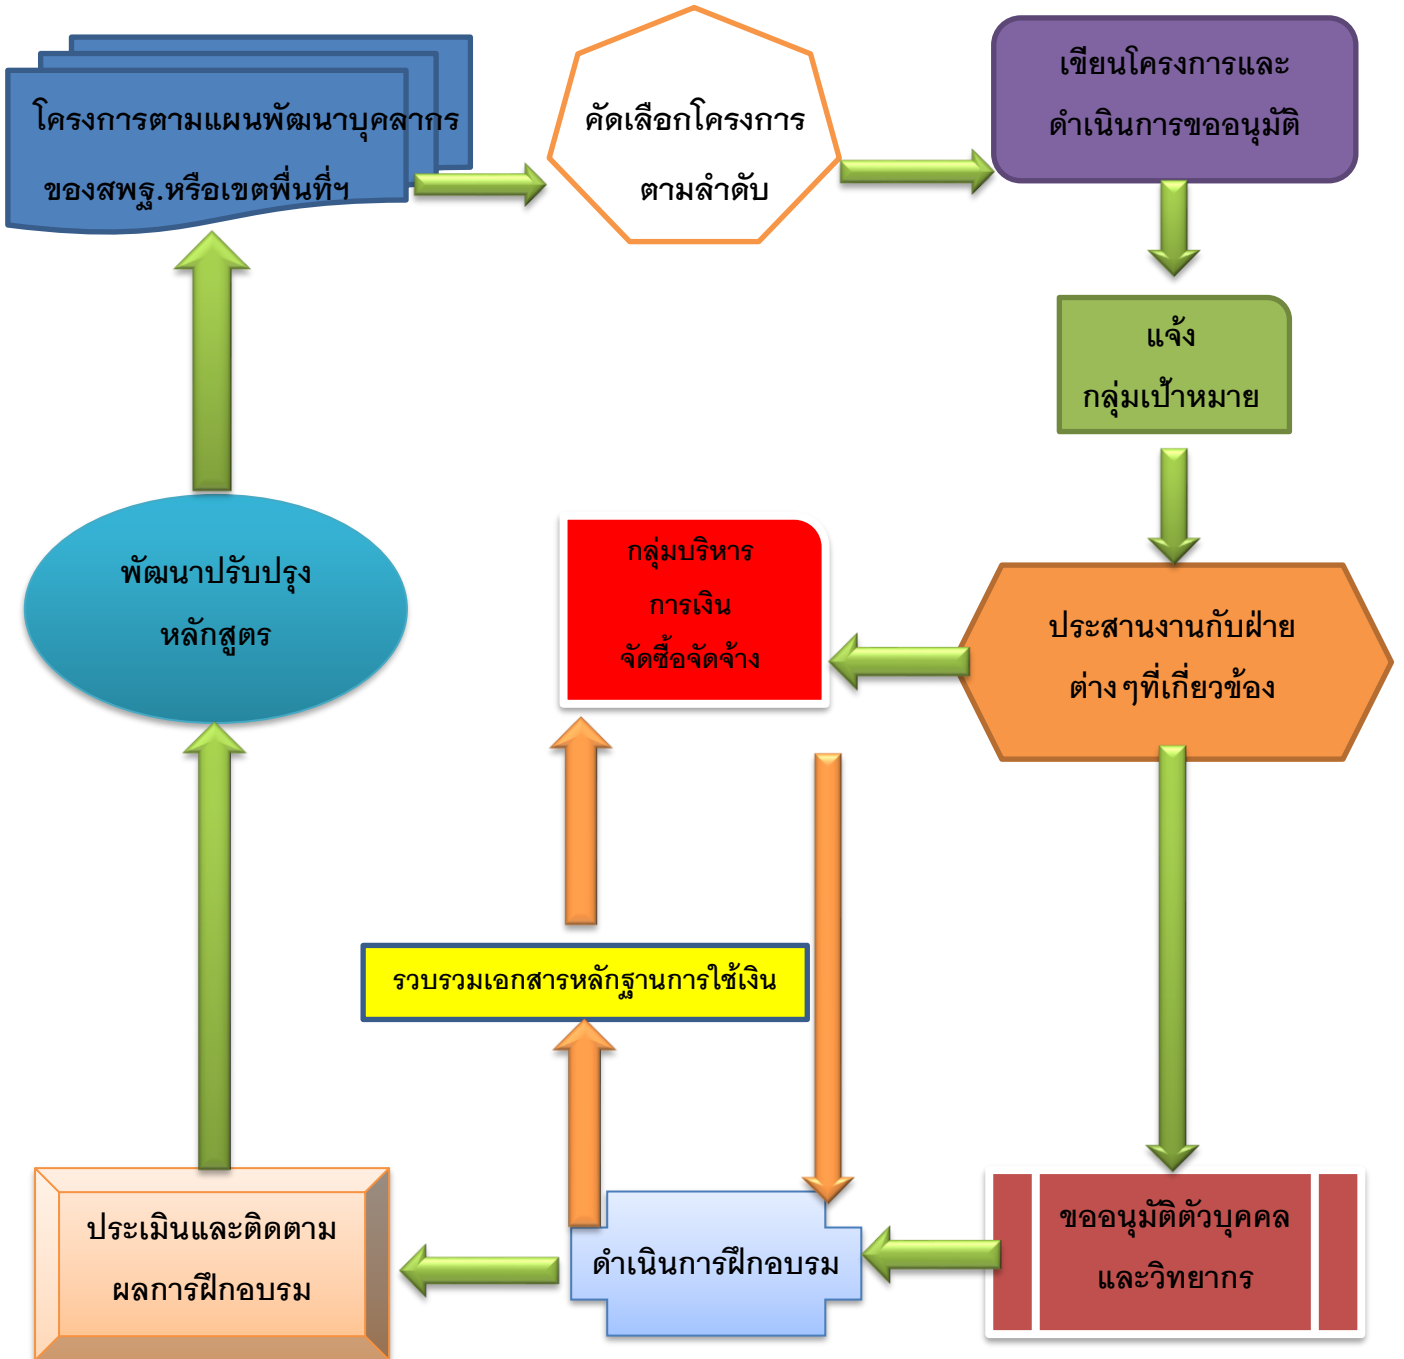 โครงการตามแผนพัฒนาบุคลากร
ของสพฐ.หรือเขตพื่นที่ฯ
คัดเลือกโครงการ
ตามลำดับ
เขียนโครงการและ
ดำเนินการขออนุมัติ
แจ้ง
กลุ่มเป้าหมาย
พัฒนาปรับปรุง
หลักสูตร
กลุ่มบริหาร
การเงิน
จัดซื้อจัดจ้าง
ประสานงานกับฝ่าย
ต่างๆที่เกี่ยวข้อง
รวบรวมเอกสารหลักฐานการใช้เงิน
ประเมินและติดตาม
ผลการฝึกอบรม
ดำเนินการฝึกอบรม
ขออนุมัติตัวบุคคล
และวิทยากร